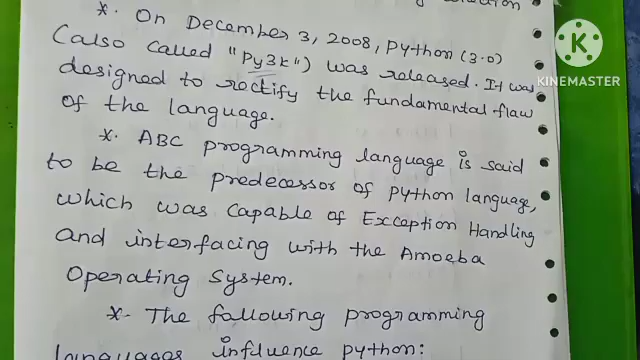 *. On December 3, 2008, Python (3.0)
(also called "Py3k") was released. It was
designed to rectify the fundamental flaw
of the language.
*. ABC programming language is said
to be the predecessor of Python language,
which was capable of Exception Handling
and interfacing with the Amoeba
Operating System.
*. The following programming
languages influence python:
KINEMASTER